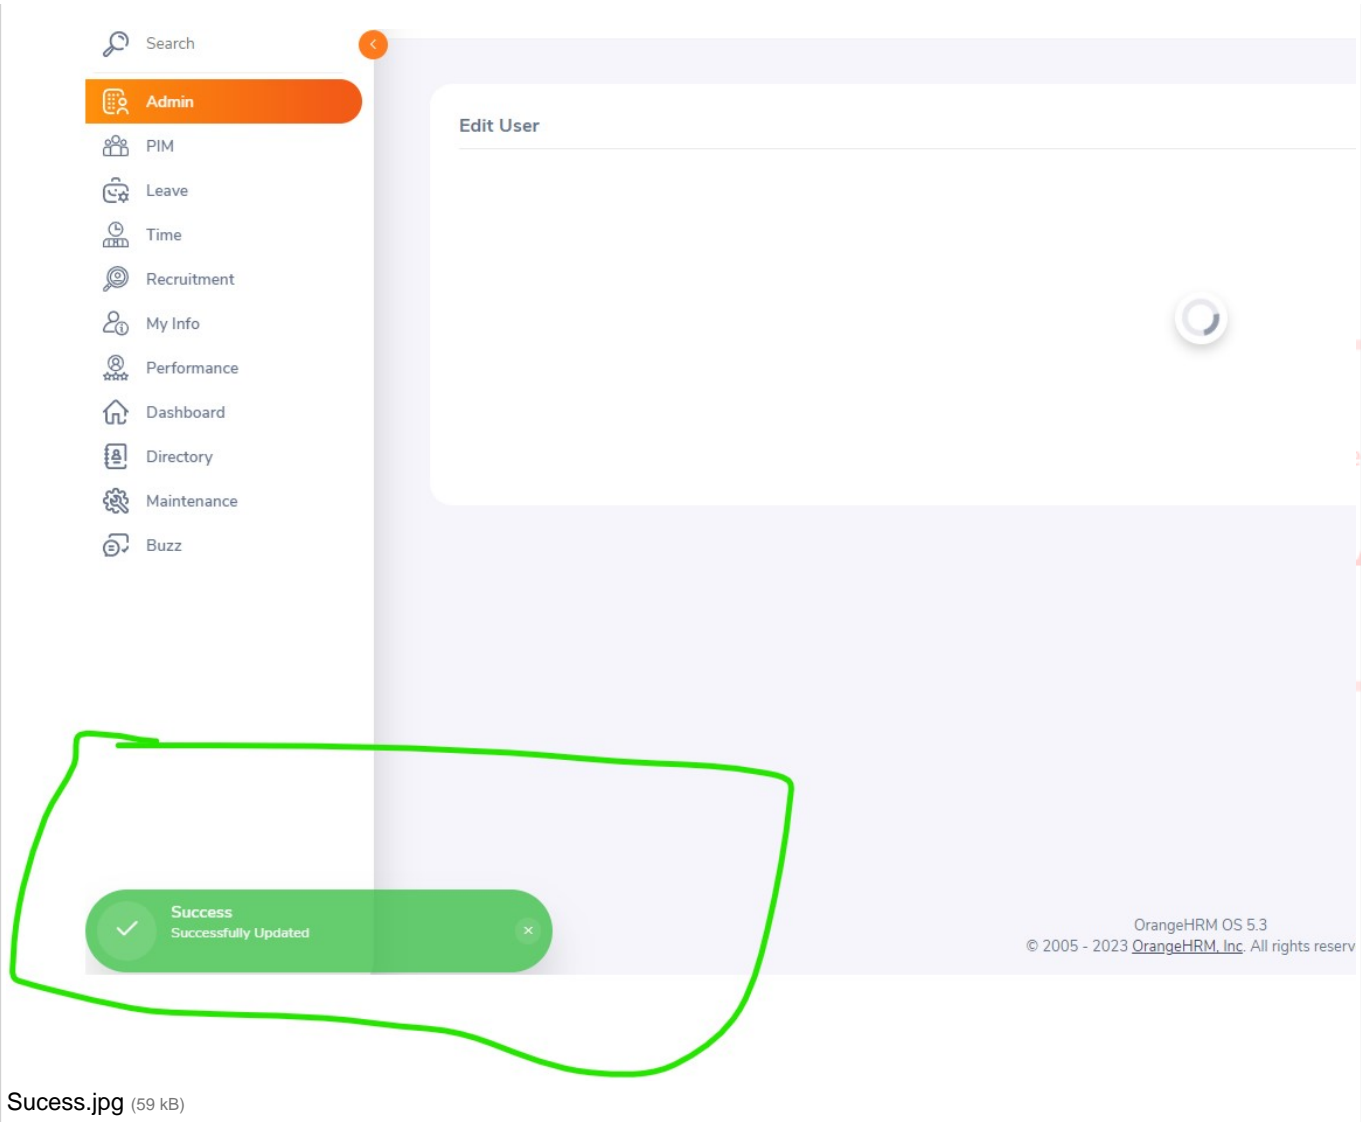 Search
Admin
Edit User
PIM
Leave
Time
Recruitment
My Info
Performance
Dashboard
Directory
Maintenance
Buzz
Success
Successfully Updated
OrangeHRM OS 5.3
© 2005 - 2023 OrangeHRM, Inc. All rights reserv
Sucess.jpg (59 kB)